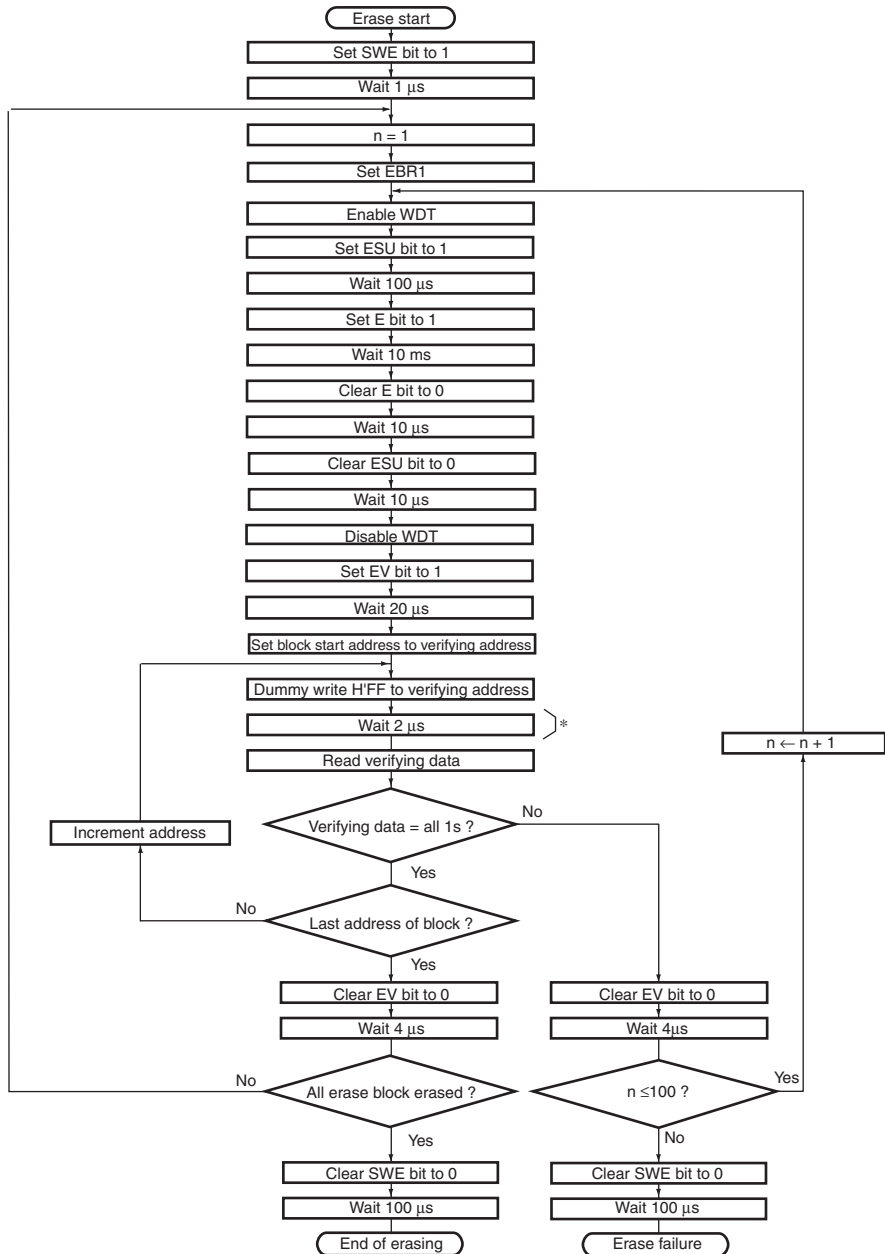 Erase start
Set SWE bit to 1
Wait 1 µs
n = 1
Set EBR1
Enable WDT
Set ESU bit to 1
Wait 100 µs
Set E bit to 1
Wait 10 ms
Clear E bit to 0
Wait 10 µs
Clear ESU bit to 0
Wait 10 µs
Disable WDT
Set EV bit to 1
Wait 20 µs
Set block start address to verifying address
Dummy write H'FF to verifying address
Wait 2 µs
*
n ← n + 1
Read verifying data
Increment address
Verifying data = all 1s ?
No
Yes
No
Last address of block ?
Yes
Clear EV bit to 0
Clear EV bit to 0
Wait 4 µs
Wait 4µs
No
All erase block erased ?
n ≤100 ?
Yes
Yes
No
Clear SWE bit to 0
Clear SWE bit to 0
Wait 100 µs
Wait 100 µs
End of erasing
Erase failure